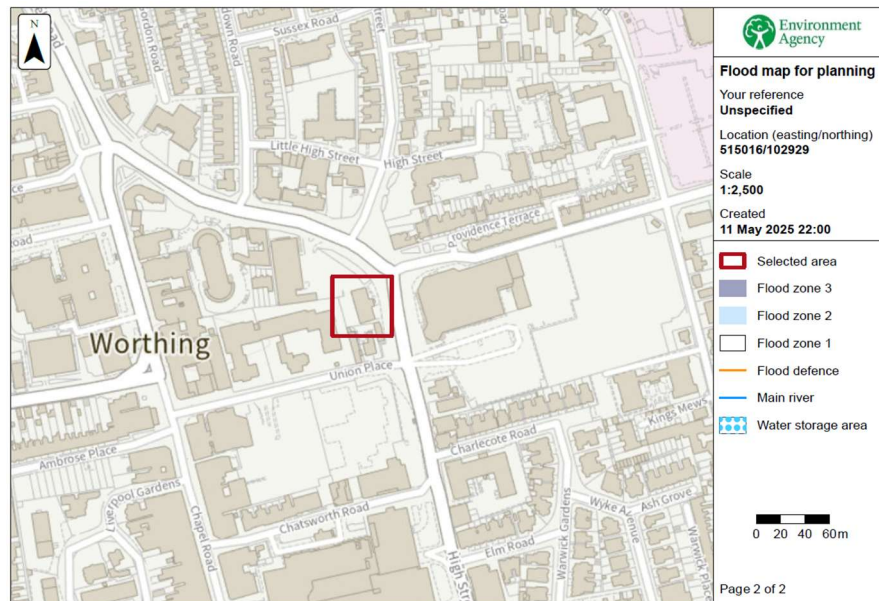 N
Sussex Road
Little High Street
High Street
Providence Terrace
Worthing
Union Place
Ambrose Place
Liverpool Gardens
Chapel Road
Chatsworth Road
High St
Charlecote Road
Elm Road
Warwick Gardens
Wyke Avenue
Ash Grove
Kings Mews
Warwick Place
Environment
Agency
Flood map for planning
Your reference
Unspecified
Location (easting/northing)
515016/102929
Scale
1:2,500
Created
11 May 2025 22:00
Selected area
Flood zone 3
Flood zone 2
Flood zone 1
Flood defence
Main river
Water storage area
0 20 40 60m
Page 2 of 2